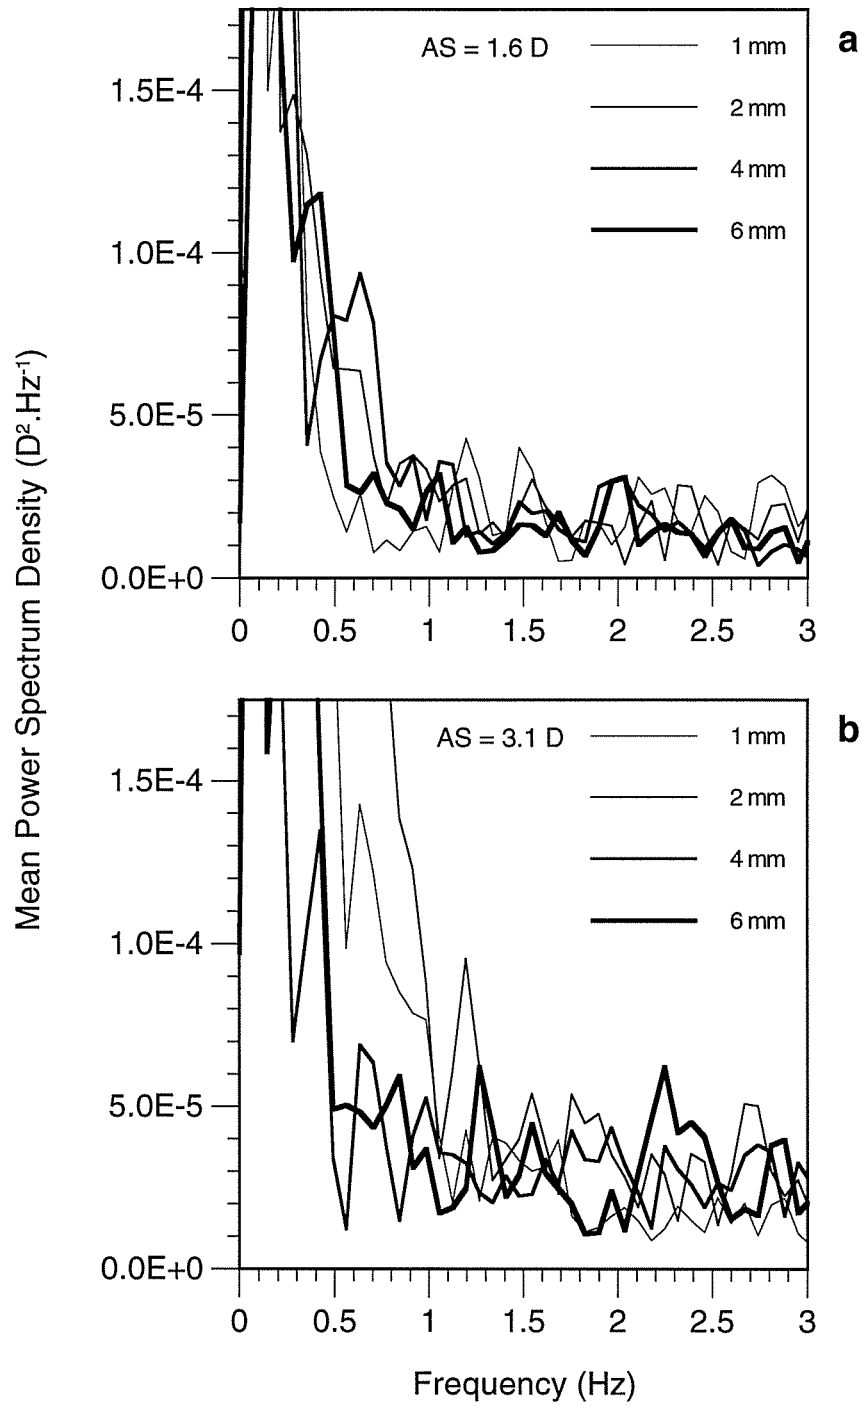 a
AS = 1.6 D
1 mm
2 mm
4 mm
6 mm
1.5E-4
1.0E-4
5.0E-5
0.0E+0
0 0.5 1 1.5 2 2.5 3
Mean Power Spectrum Density (D².Hz⁻¹)
b
AS = 3.1 D
1 mm
2 mm
4 mm
6 mm
1.5E-4
1.0E-4
5.0E-5
0.0E+0
0 0.5 1 1.5 2 2.5 3
Frequency (Hz)